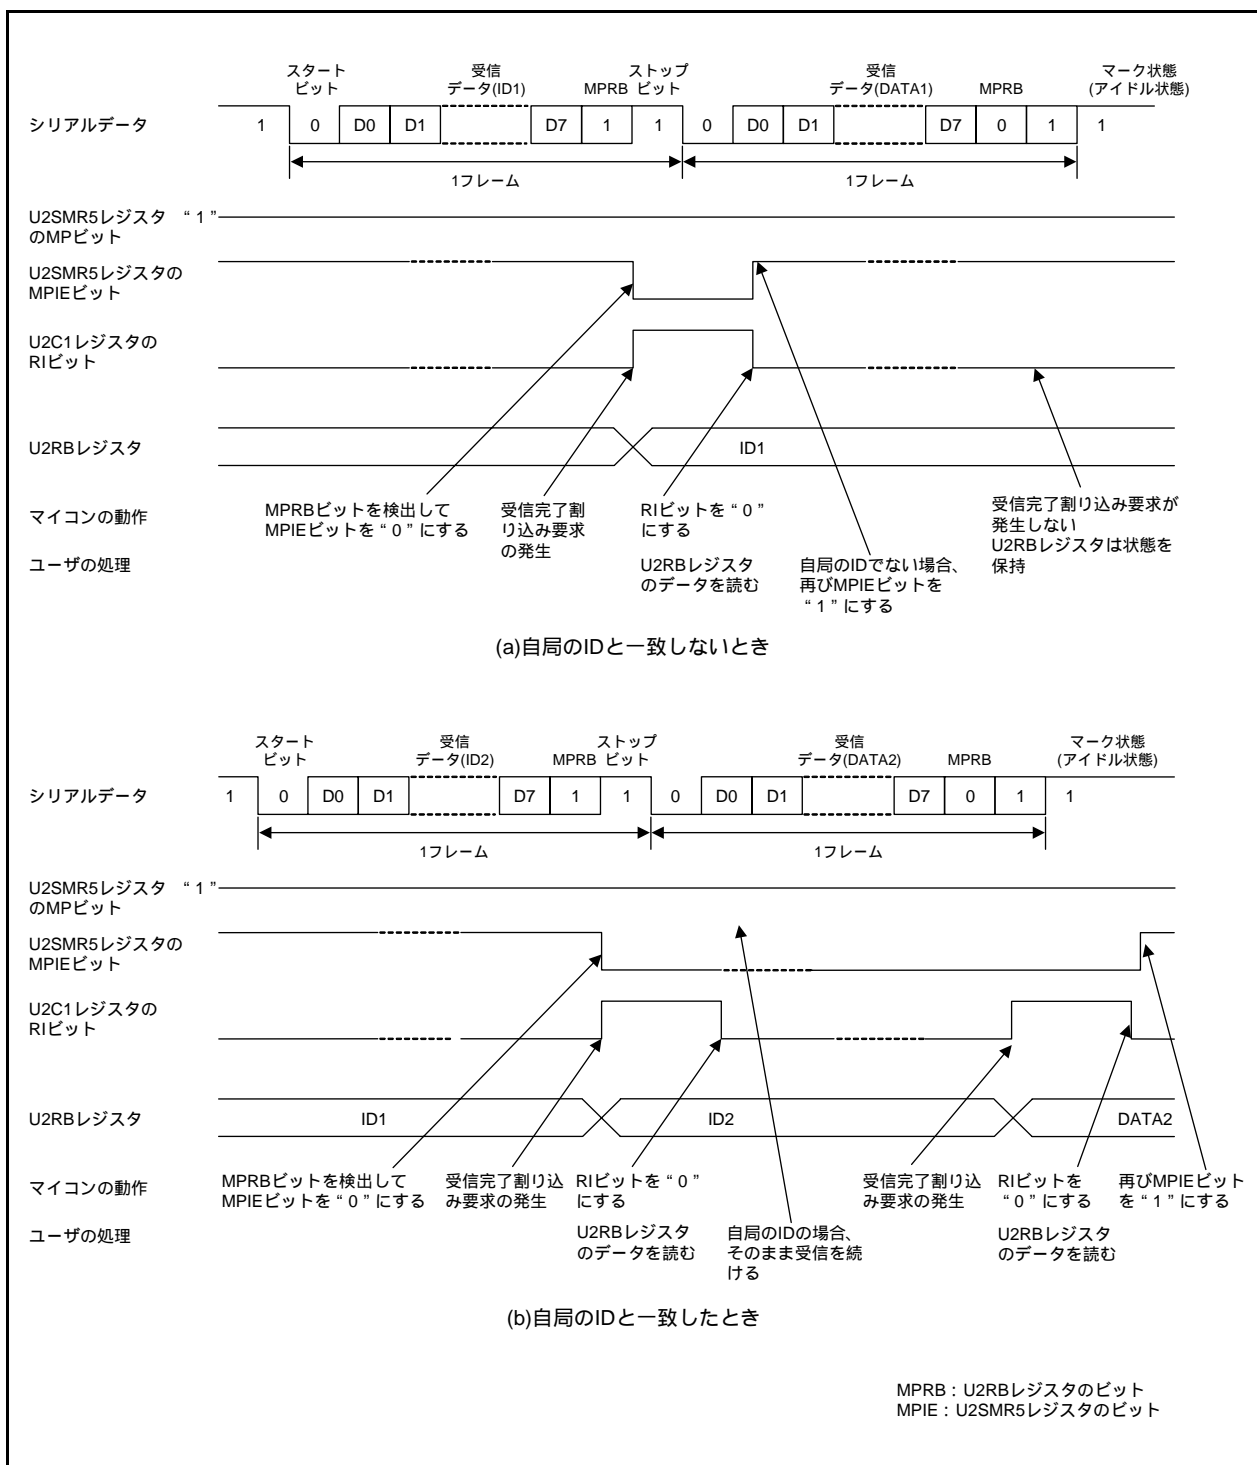 スタート
ビット
受信
データ(ID1)
MPRB
ストップ
ビット
受信
データ(DATA1)
MPRB
マーク状態
(アイドル状態)
シリアルデータ
1 0 D0 D1 D7 1 1 0 D0 D1 D7 0 1 1
1フレーム 1フレーム
U2SMR5レジスタ “1”
のMPビット
U2SMR5レジスタの
MPIEビット
U2C1レジスタの
RIビット
U2RBレジスタ
ID1
マイコンの動作
MPRBビットを検出して
MPIEビットを“0”にする
受信完了割
り込み要求
の発生
RIビットを“0”
にする
受信完了割り込み要求が
発生しない
U2RBレジスタは状態を
保持
ユーザの処理
U2RBレジスタ
のデータを読む
自局のIDでない場合、
再びMPIEビットを
“1”にする
(a)自局のIDと一致しないとき
スタート
ビット
受信
データ(ID2)
MPRB
ストップ
ビット
受信
データ(DATA2)
MPRB
マーク状態
(アイドル状態)
シリアルデータ
1 0 D0 D1 D7 1 1 0 D0 D1 D7 0 1 1
1フレーム 1フレーム
U2SMR5レジスタ “1”
のMPビット
U2SMR5レジスタの
MPIEビット
U2C1レジスタの
RIビット
U2RBレジスタ
ID1 ID2 DATA2
マイコンの動作
MPRBビットを検出して
MPIEビットを“0”にする
受信完了割り込
み要求の発生
RIビットを“0”
にする
受信完了割り込
み要求の発生
RIビットを
“0”にする
再びMPIEビット
を“1”にする
ユーザの処理
U2RBレジスタ
のデータを読む
自局のIDの場合、
そのまま受信を続
ける
U2RBレジスタ
のデータを読む
(b)自局のIDと一致したとき
MPRB：U2RBレジスタのビット
MPIE：U2SMR5レジスタのビット